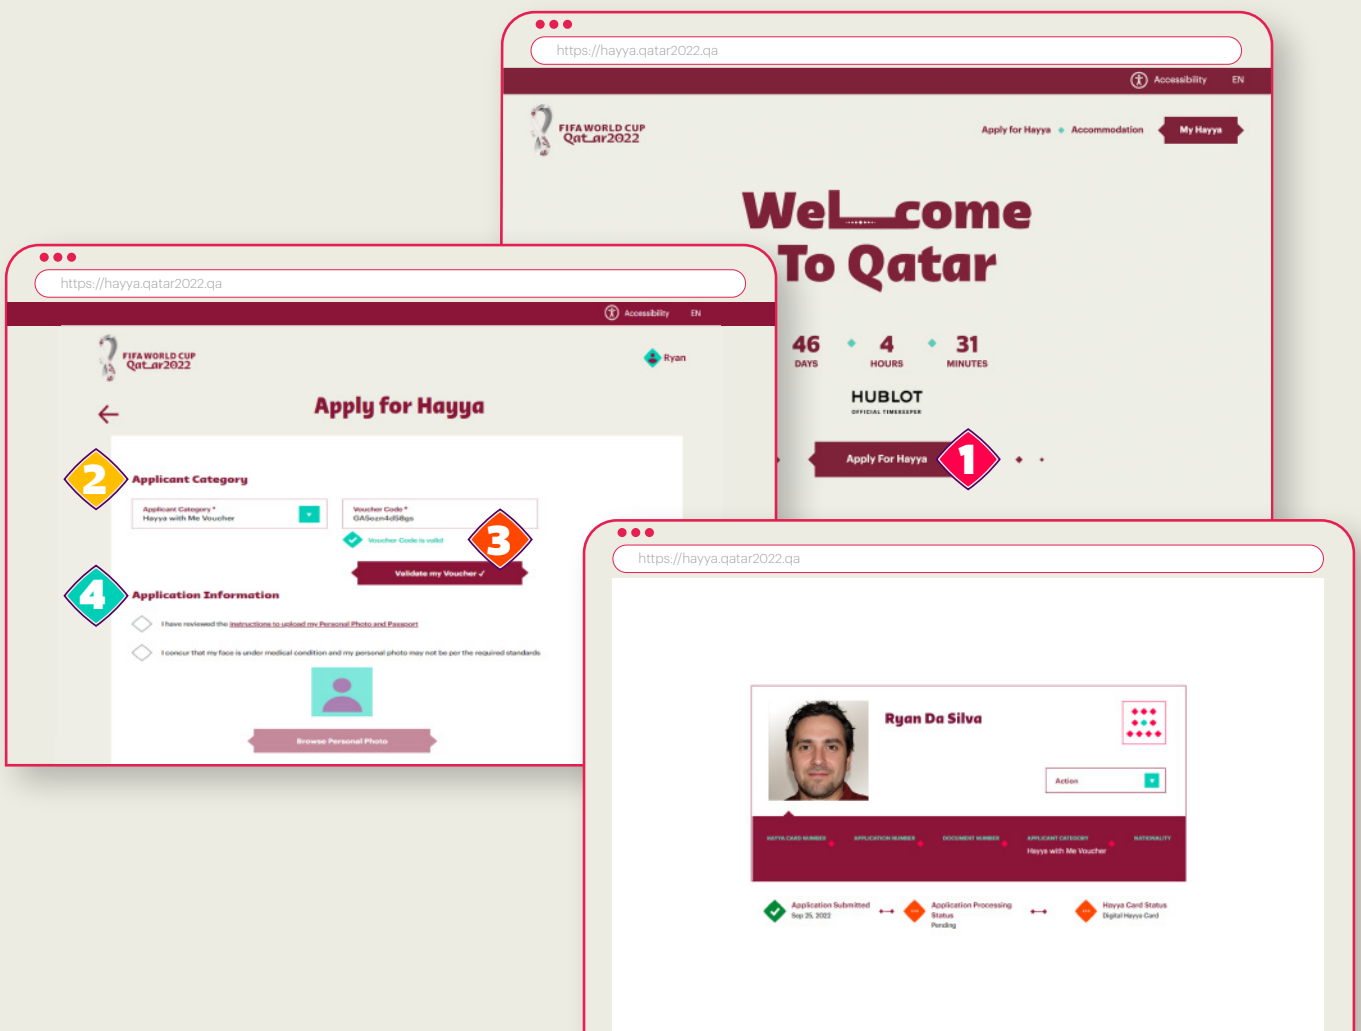 https://hayya.qatar2022.qa
Accessibility EN
FIFA WORLD CUP
Qatar2022
Apply for Hayya Accommodation My Hayya
Welcome
To Qatar
46 4 31
DAYS HOURS MINUTES
HUBLOT
OFFICIAL TIMEKEEPER
Apply For Hayya 1
https://hayya.qatar2022.qa
Accessibility EN
FIFA WORLD CUP
Qatar2022
Ryan
Apply for Hayya
2 Applicant Category
Applicant Category * Voucher Code *
Hayya with Me Voucher GA5ozn4d58gs
Voucher Code is valid 3
Validate my Voucher ✓
4 Application Information
I have reviewed the instructions to upload my Personal Photo and Passport
I concur that my face is under medical condition and my personal photo may not be per the required standards
Browse Personal Photo
https://hayya.qatar2022.qa
Ryan Da Silva
Action
HAYYA CARD NUMBER APPLICATION NUMBER DOCUMENT NUMBER APPLICANT CATEGORY NATIONALITY
Hayya with Me Voucher
Application Submitted Application Processing Hayya Card Status
Sep 25, 2022 Status Digital Hayya Card
Pending